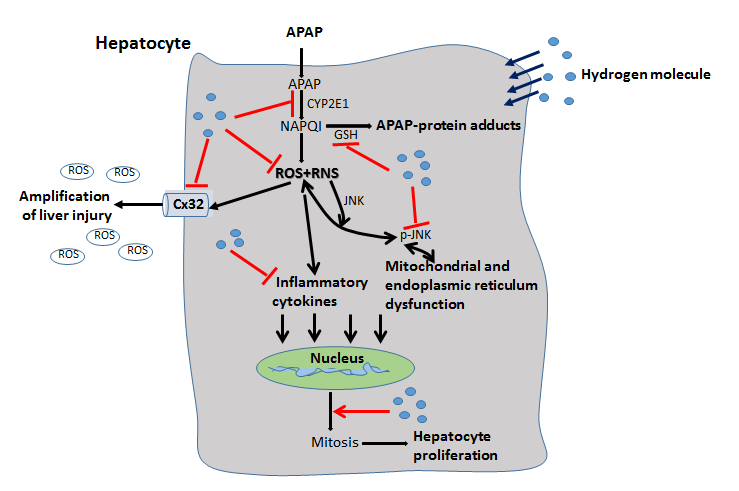 APAP
Hepatocyte
Hydrogen molecule
APAP
CYP2E1
NAPQI
APAP-protein adducts
GSH
ROS+RNS
ROS
ROS
Amplification
of liver injury
Cx32
JNK
ROS
ROS
ROS
p-JNK
Mitochondrial and
endoplasmic reticulum
dysfunction
Inflammatory
cytokines
Nucleus
Mitosis
Hepatocyte
proliferation